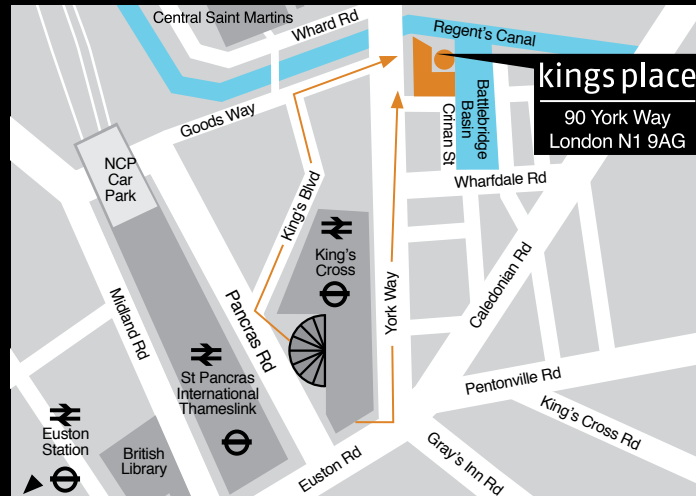 Central Saint Martins
Whard Rd
Regent's Canal
kings place
90 York Way
London N1 9AG
Goods Way
Battlebridge
Basin
Crinan St
NCP
Car
Park
Wharfdale Rd
King's Blvd
King's
Cross
York Way
Caledonian Rd
Midland Rd
Pancras Rd
St Pancras
International
Thameslink
Pentonville Rd
King's Cross Rd
Gray's Inn Rd
Euston Rd
Euston
Station
British
Library